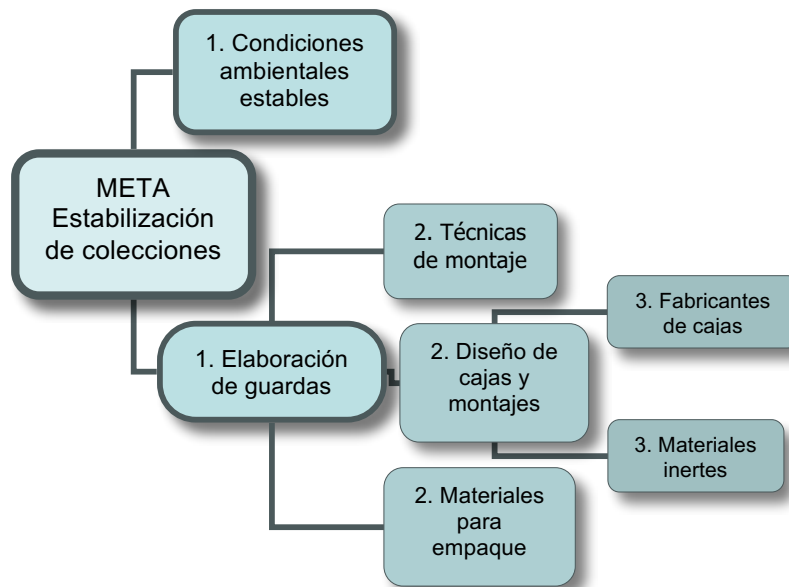 1. Condiciones
ambientales
estables
META
Estabilización
de colecciones
2. Técnicas
de montaje
3. Fabricantes
de cajas
1. Elaboración
de guardas
2. Diseño de
cajas y
montajes
3. Materiales
inertes
2. Materiales
para
empaque